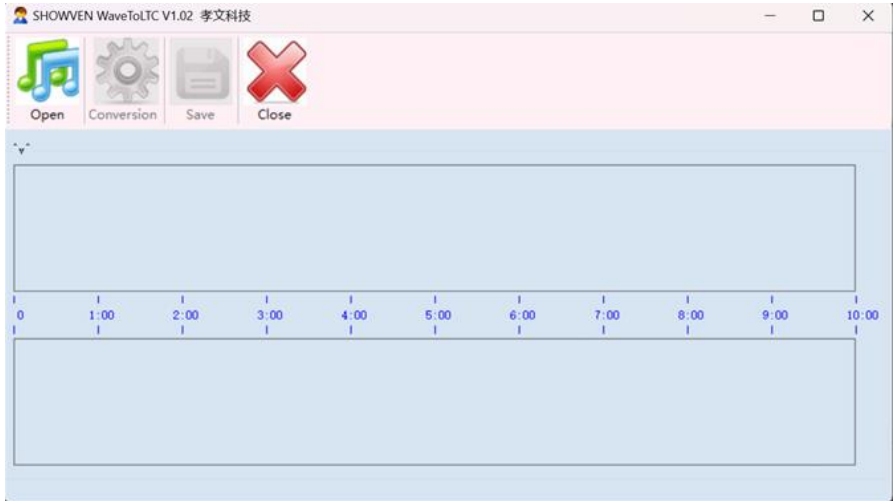 SHOWVEN WaveToLTC V1.02 孝文科技
Open Conversion Save Close
0 1:00 2:00 3:00 4:00 5:00 6:00 7:00 8:00 9:00 10:00